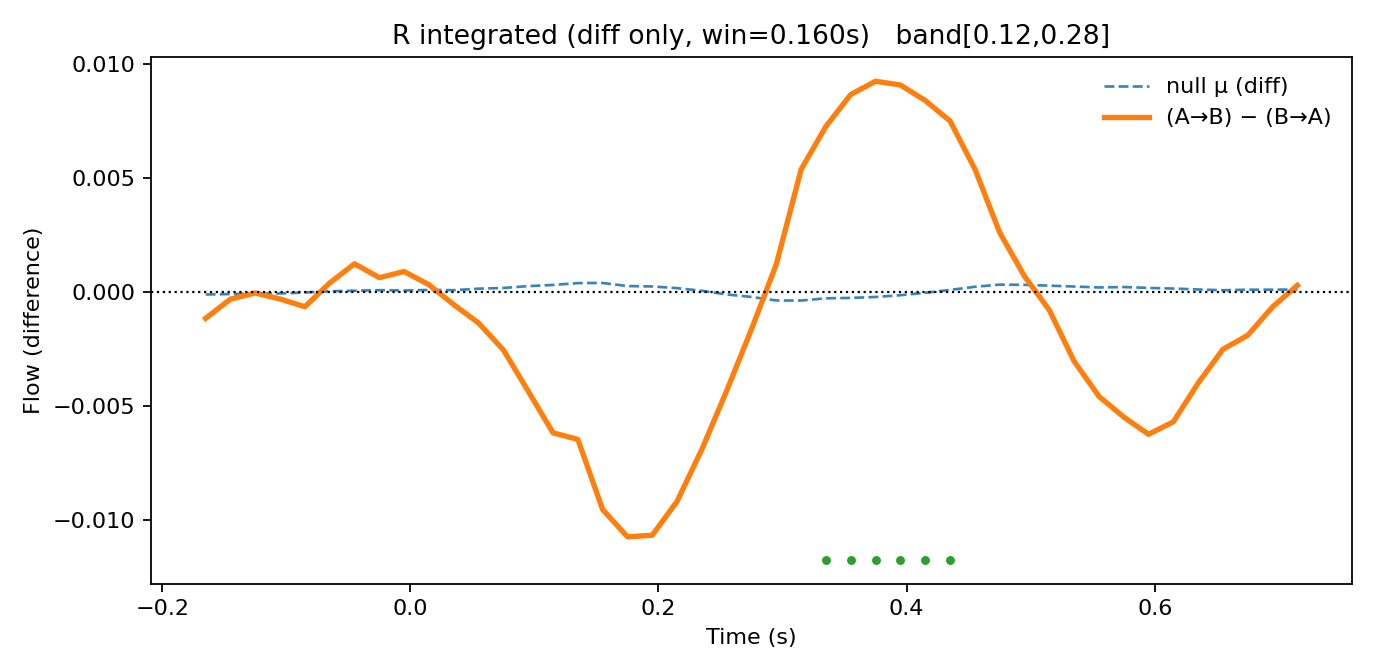 R integrated (diff only, win=0.160s)   band[0.12,0.28]
null μ (diff)
(A→B) − (B→A)
0.010
0.005
0.000
−0.005
−0.010
Flow (difference)
−0.2
0.0
0.2
0.4
0.6
Time (s)